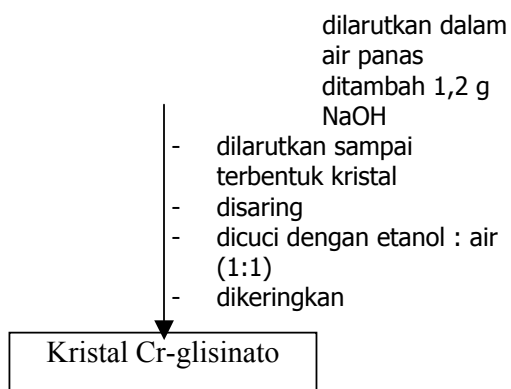 dilarutkan dalam
air panas
ditambah 1,2 g
NaOH
- dilarutkan sampai
terbentuk kristal
- disaring
- dicuci dengan etanol : air
(1:1)
- dikeringkan
Kristal Cr-glisinato